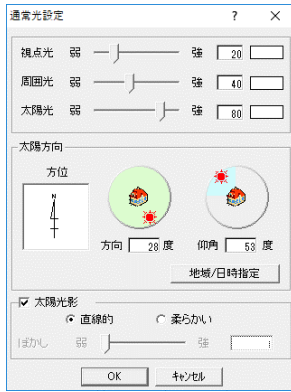 通常光設定 ? ×
視点光 弱 強 20
周囲光 弱 強 40
太陽光 弱 強 80
太陽方向
方位
方向 28 度 仰角 53 度
地域/日時指定
太陽光影
直線的 柔らかい
ぼかし 弱 強
OK キャンセル